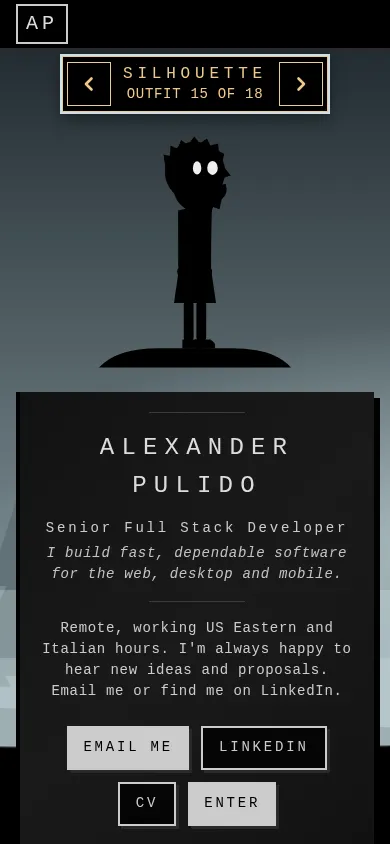 AP
SILHOUETTE
OUTFIT 15 OF 18
ALEXANDER
PULIDO
Senior Full Stack Developer
I build fast, dependable software
for the web, desktop and mobile.
Remote, working US Eastern and
Italian hours. I'm always happy to
hear new ideas and proposals.
Email me or find me on LinkedIn.
EMAIL ME
LINKEDIN
CV
ENTER